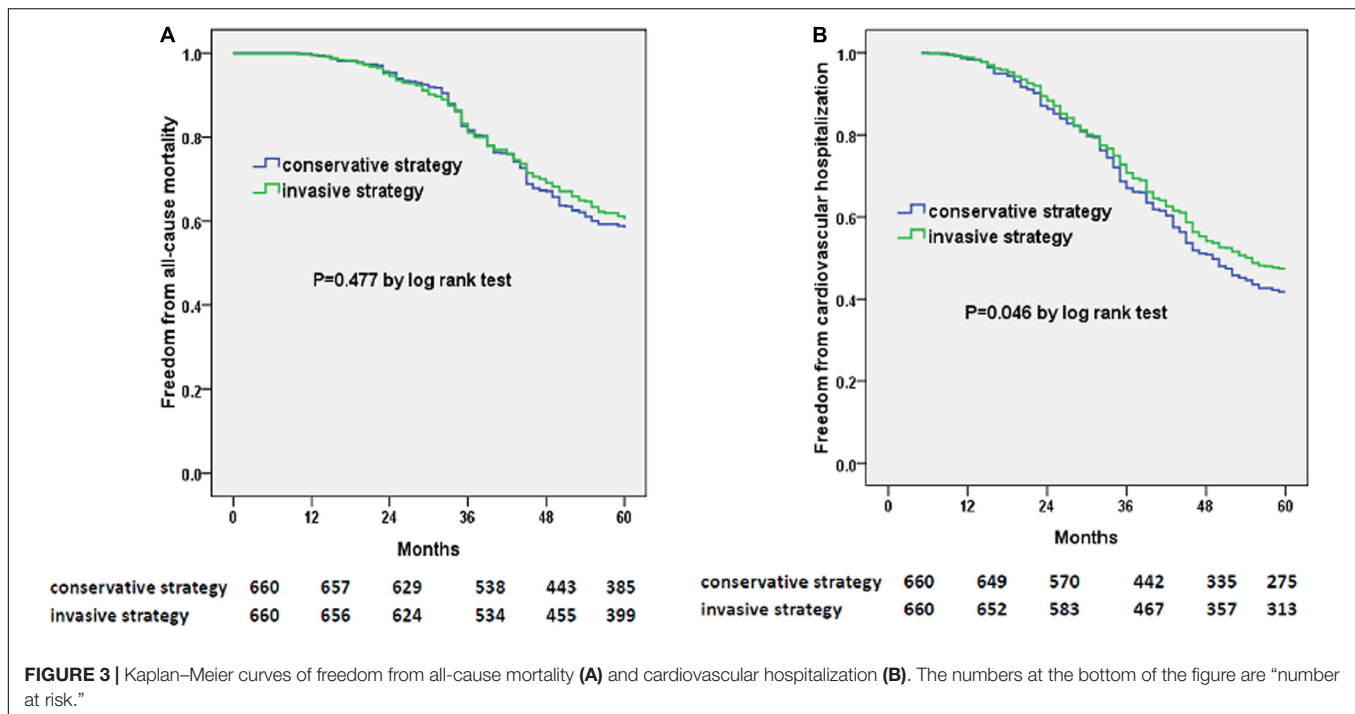 A
Freedom from all-cause mortality
1.0
0.8
0.6
0.4
0.2
0.0
conservative strategy
invasive strategy
P=0.477 by log rank test
0 12 24 36 48 60
Months
conservative strategy 660 657 629 538 443 385
invasive strategy 660 656 624 534 455 399
B
Freedom from cardiovascular hospitalization
1.0
0.8
0.6
0.4
0.2
0.0
conservative strategy
invasive strategy
P=0.046 by log rank test
0 12 24 36 48 60
Months
conservative strategy 660 649 570 442 335 275
invasive strategy 660 652 583 467 357 313
FIGURE 3 | Kaplan–Meier curves of freedom from all-cause mortality (A) and cardiovascular hospitalization (B). The numbers at the bottom of the figure are “number
at risk.”